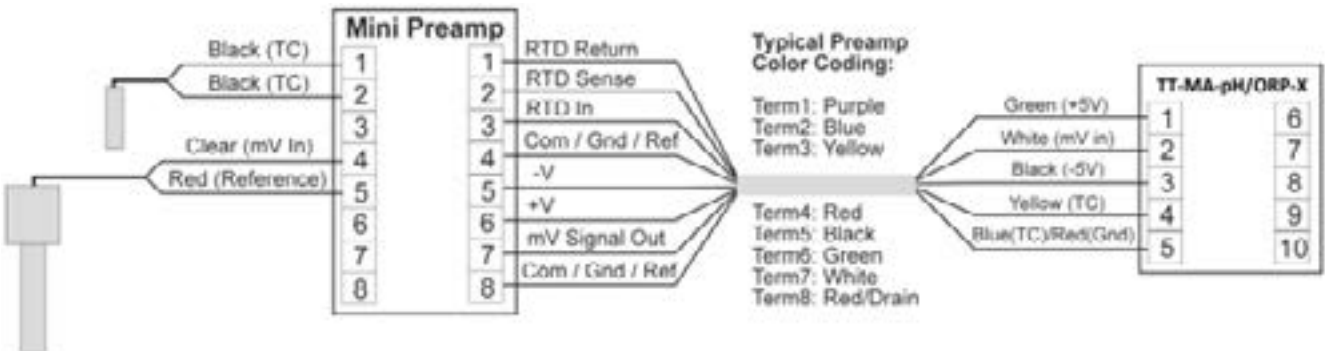 Mini Preamp
Black (TC)
Black (TC)
Clear (mV In)
Red (Reference)
1
2
3
4
5
6
7
8
1
2
3
4
5
6
7
8
RTD Return
RTD Sense
RTD In
Com / Gnd / Ref
-V
+V
mV Signal Out
Com / Gnd / Ref
Typical Preamp
Color Coding:
Term1: Purple
Term2: Blue
Term3: Yellow
Term4: Red
Term5: Black
Term6: Green
Term7: White
Term8: Red/Drain
Green (+5V)
White (mV in)
Black (-5V)
Yellow (TC)
Blue(TC)/Red(Gnd)
TT-MA-pH/ORP-X
1 6
2 7
3 8
4 9
5 10